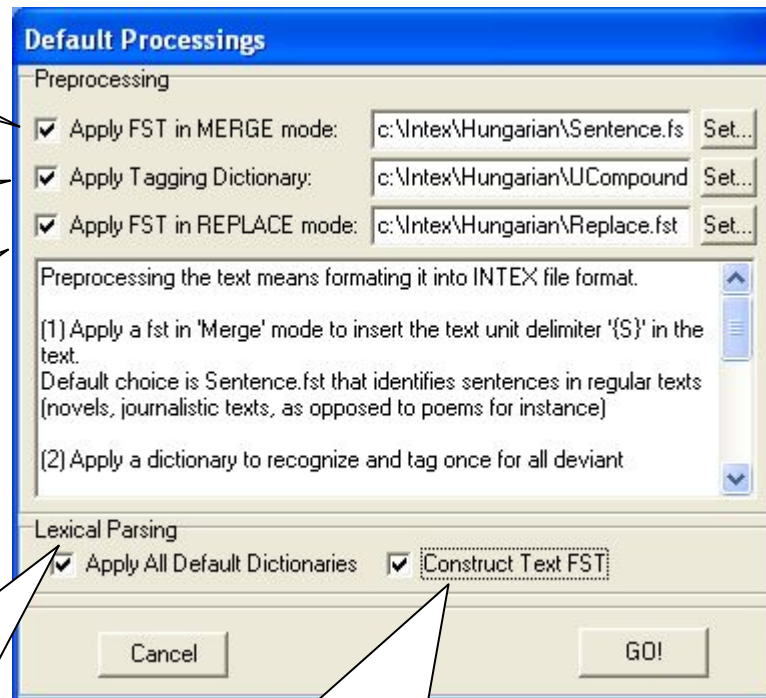 Default Processings
Preprocessing
Apply FST in MERGE mode: c:\Intex\Hungarian\Sentence.fs Set...
Apply Tagging Dictionary: c:\Intex\Hungarian\UCompound Set...
Apply FST in REPLACE mode: c:\Intex\Hungarian\Replace.fst Set...
Preprocessing the text means formating it into INTEX file format.
(1) Apply a fst in 'Merge' mode to insert the text unit delimiter '{S}' in the
text.
Default choice is Sentence.fst that identifies sentences in regular texts
(novels, journalistic texts, as opposed to poems for instance)
(2) Apply a dictionary to recognize and tag once for all deviant
Lexical Parsing
Apply All Default Dictionaries Construct Text FST
Cancel GO!